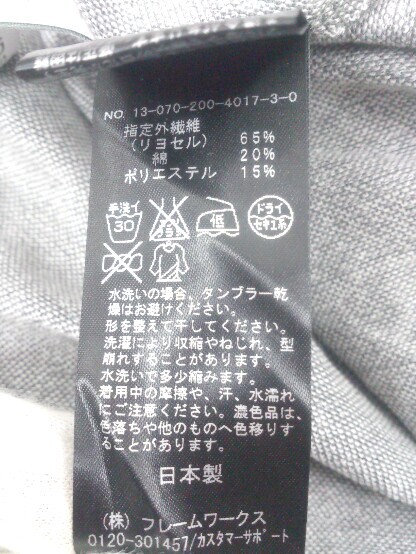 NO. 13-070-200-4017-3-0
指定外繊維
(リヨセル) 65%
綿 20%
ポリエステル 15%
手洗イ 30
エンソサラシ
低
ドライ
セキユ系
水洗いの場合、タンブラー乾
燥はお避けください。
形を整えて干してください。
洗濯により収縮やねじれ、型
崩れすることがあります。
水洗いで多少縮みます。
着用中の摩擦や、汗、水濡れ
にご注意ください。濃色品は、
色落ちや他のものへ色移りす
ることがあります。
日本製
(株) フレームワークス
0120-301457/カスタマーサポート